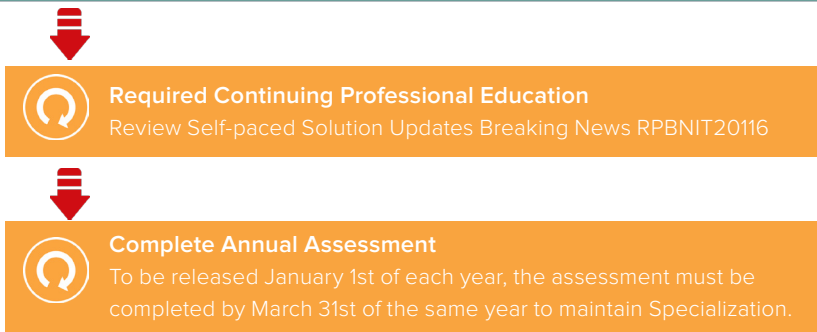 Required Continuing Professional Education
Review Self-paced Solution Updates Breaking News RPBNIT20116
Complete Annual Assessment
To be released January 1st of each year, the assessment must be
completed by March 31st of the same year to maintain Specialization.